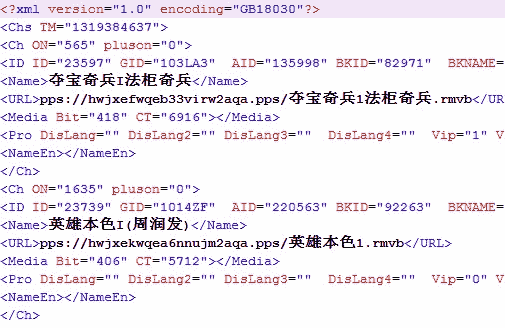 <?xml version="1.0" encoding="GB18030"?>
<Chs TM="1319384637">
<Ch ON="565" pluson="0">
<ID ID="23597" GID="103LA3" AID="135998" BKID="82971" BKNAME=
<Name>夺宝奇兵I法柜奇兵</Name>
<URL>pps://hwjxefwqeb33virw2aqa.pps/夺宝奇兵1法柜奇兵.rmvb</UR
<Media Bit="418" CT="6916"></Media>
<Pro DisLang="" DisLang2="" DisLang3="" DisLang4="" Vip="1" V
<NameEn></NameEn>
</Ch>
<Ch ON="1635" pluson="0">
<ID ID="23739" GID="1014ZF" AID="220563" BKID="92263" BKNAME=
<Name>英雄本色I(周润发)</Name>
<URL>pps://hwjxekwqea6nnujm2aqa.pps/英雄本色1.rmvb</URL>
<Media Bit="406" CT="5712"></Media>
<Pro DisLang="" DisLang2="" DisLang3="" DisLang4="" Vip="0" V
<NameEn></NameEn>
</Ch>